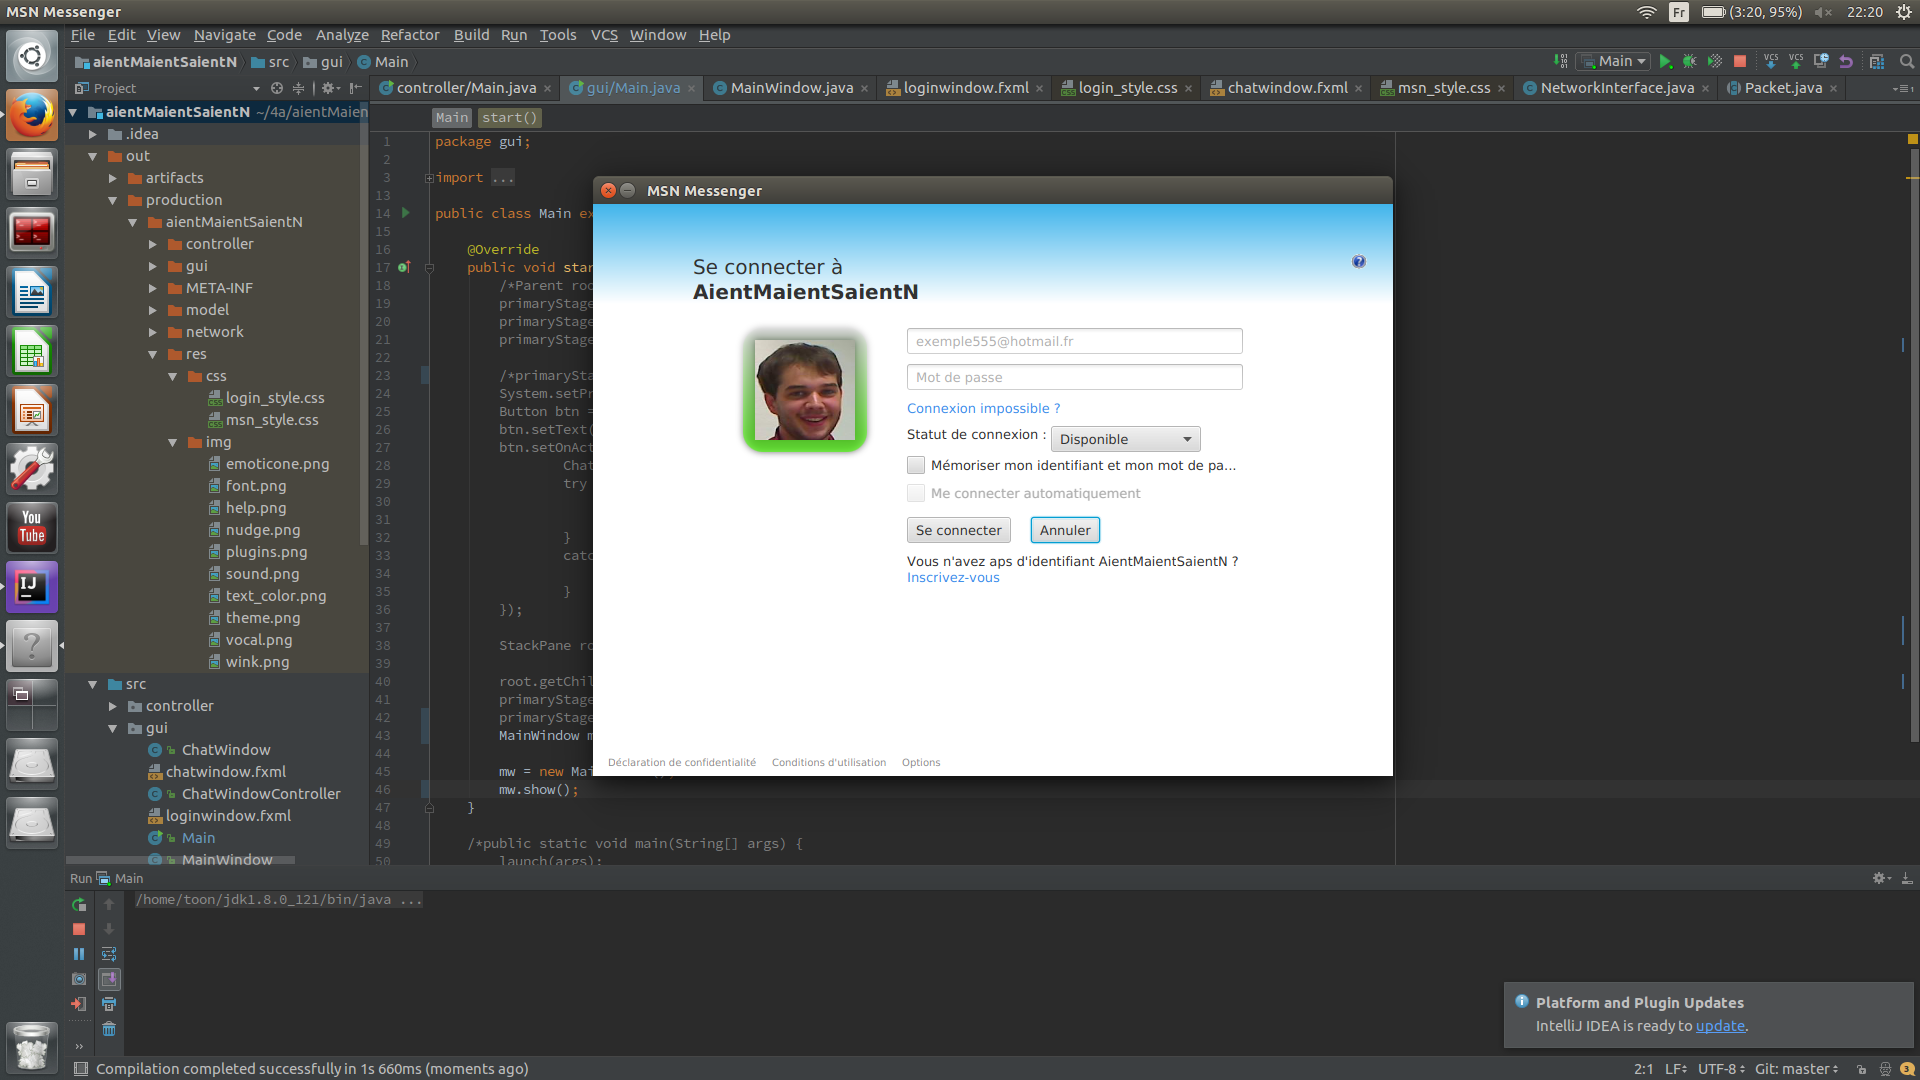 MSN Messenger
Fr (3:20, 95%) 22:20
File Edit View Navigate Code Analyze Refactor Build Run Tools VCS Window Help
aientMaientSaientN src gui Main
Main
VCS VCS
Project
controller/Main.java gui/Main.java MainWindow.java loginwindow.fxml login_style.css chatwindow.fxml msn_style.css NetworkInterface.java Packet.java
aientMaientSaientN ~/4a/aientMaien
.idea
out
artifacts
production
aientMaientSaientN
controller
gui
META-INF
model
network
res
css
login_style.css
msn_style.css
img
emoticone.png
font.png
help.png
nudge.png
plugins.png
sound.png
text_color.png
theme.png
vocal.png
wink.png
src
controller
gui
ChatWindow
chatwindow.fxml
ChatWindowController
loginwindow.fxml
Main
MainWindow
You Tube
IJ
Main start()
1 package gui;
2
3 import ...
13
14 public class Main ex
15
16 @Override
17 public void star
18 /*Parent roo
19 primaryStage
20 primaryStage
21 primaryStage
22
23 /*primarySta
24 System.setPr
25 Button btn =
26 btn.setText(
27 btn.setOnAct
28 Chat
29 try
30
31
32 }
33 catc
34
35 }
36 });
37
38 StackPane ro
39
40 root.getChil
41 primaryStage
42 primaryStage
43 MainWindow m
44
45 mw = new Mai
46 mw.show();
47 }
48
49 /*public static void main(String[] args) {
50 launch(args);
MSN Messenger
Se connecter à
AientMaientSaientN
exemple555@hotmail.fr
Mot de passe
Connexion impossible ?
Statut de connexion : Disponible
Mémoriser mon identifiant et mon mot de pa...
Me connecter automatiquement
Se connecter Annuler
Vous n'avez aps d'identifiant AientMaientSaientN ?
Inscrivez-vous
Déclaration de confidentialité Conditions d'utilisation Options
Run Main
/home/toon/jdk1.8.0_121/bin/java ...
Platform and Plugin Updates
IntelliJ IDEA is ready to update.
Compilation completed successfully in 1s 660ms (moments ago)
2:1 LF UTF-8 Git: master 3